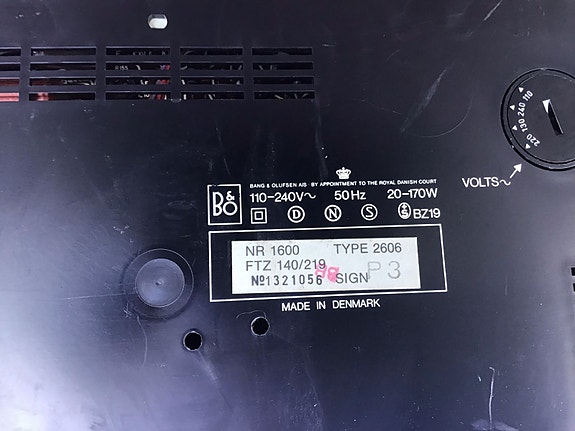 220 130 240 110
VOLTS~
B&O
BANG & OLUFSEN A/S · BY APPOINTMENT TO THE ROYAL DANISH COURT
110-240V~ 50Hz 20-170W
D N S BZ19
NR 1600 TYPE 2606
FTZ 140/219
№1321056 SIGN P3
MADE IN DENMARK